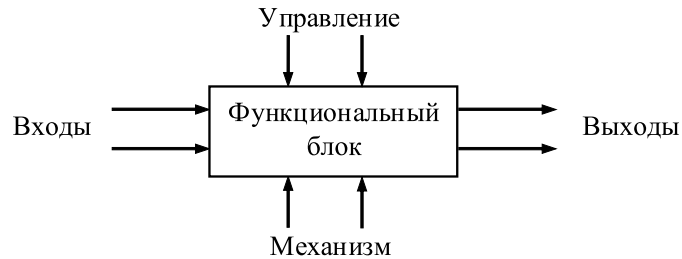 Управление
Входы
Функциональный
блок
Выходы
Механизм